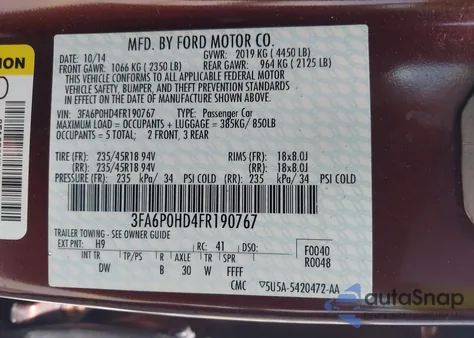 MFD. BY FORD MOTOR CO.
DATE: 10/14 GVWR: 2019 KG ( 4450 LB)
FRONT GAWR: 1066 KG ( 2350 LB) REAR GAWR: 964 KG ( 2125 LB)
THIS VEHICLE CONFORMS TO ALL APPLICABLE FEDERAL MOTOR
VEHICLE SAFETY, BUMPER, AND THEFT PREVENTION STANDARDS
IN EFFECT ON THE DATE OF MANUFACTURE SHOWN ABOVE.
VIN: 3FA6P0HD4FR190767 TYPE: Passenger Car
MAXIMUM LOAD = OCCUPANTS + LUGGAGE = 385KG/ 850LB
OCCUPANTS = 5 TOTAL: 2 FRONT, 3 REAR
TIRE (FR) 235/45R18 94V RIMS (FR) 18x8.0J
(RR) 235/45R18 94V (RR) 18x8.0J
PRESSURE (FR) 235 kPa/ 34 PSI COLD (RR) 235 kPa/ 34 PSI COLD
3FA6P0HD4FR190767
TRAILER TOWING - SEE OWNER GUIDE
EXT PNT: H9 RC: 41 DSO: F0040
R0048
INT TR TP/PS R AXLE TR SPR
DW B 30 W FFFF
CMC ▽5U5A-5420472-AA
autoSnap